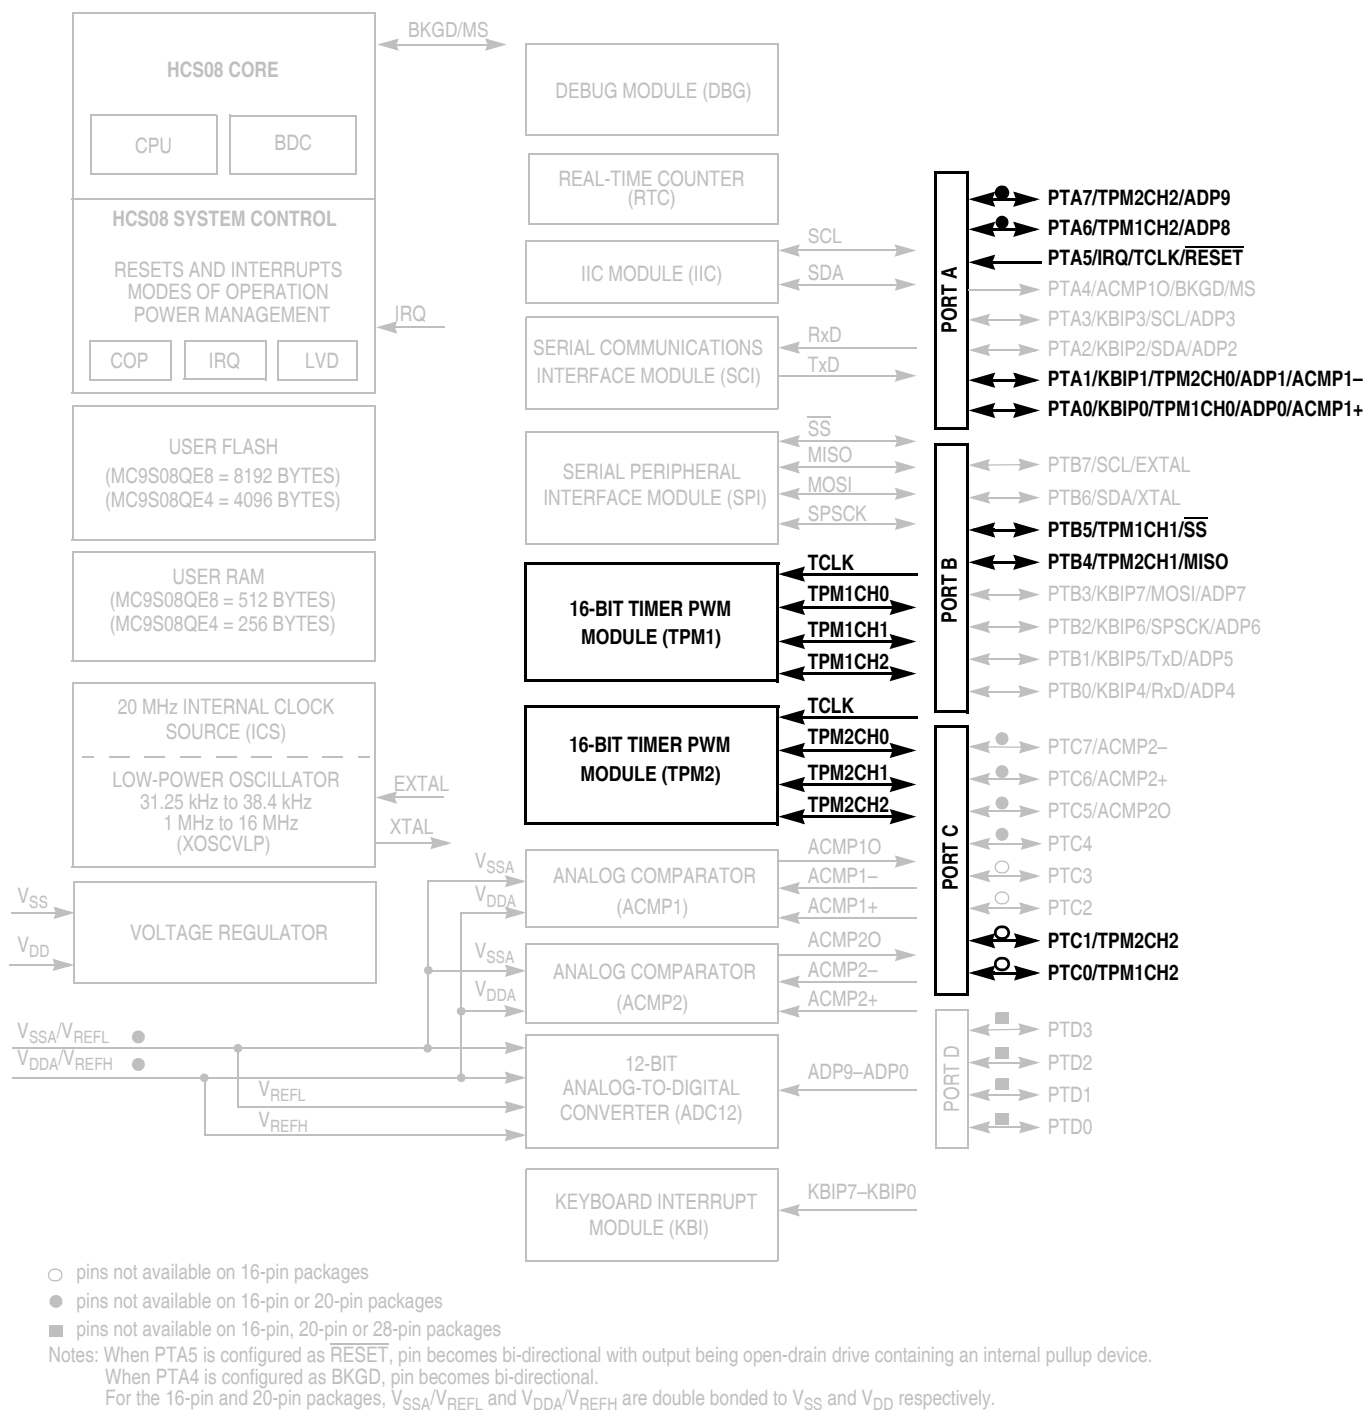 HCS08 CORE
CPU
BDC
BKGD/MS
HCS08 SYSTEM CONTROL
RESETS AND INTERRUPTS
MODES OF OPERATION
POWER MANAGEMENT
COP
IRQ
LVD
IRQ
USER FLASH
(MC9S08QE8 = 8192 BYTES)
(MC9S08QE4 = 4096 BYTES)
USER RAM
(MC9S08QE8 = 512 BYTES)
(MC9S08QE4 = 256 BYTES)
20 MHz INTERNAL CLOCK
SOURCE (ICS)
LOW-POWER OSCILLATOR
31.25 kHz to 38.4 kHz
1 MHz to 16 MHz
(XOSCVLP)
EXTAL
XTAL
VSS
VDD
VOLTAGE REGULATOR
VSSA/VREFL
VDDA/VREFH
VREFL
VREFH
DEBUG MODULE (DBG)
REAL-TIME COUNTER
(RTC)
IIC MODULE (IIC)
SCL
SDA
SERIAL COMMUNICATIONS
INTERFACE MODULE (SCI)
RxD
TxD
SERIAL PERIPHERAL
INTERFACE MODULE (SPI)
SS
MISO
MOSI
SPSCK
16-BIT TIMER PWM
MODULE (TPM1)
TCLK
TPM1CH0
TPM1CH1
TPM1CH2
16-BIT TIMER PWM
MODULE (TPM2)
TCLK
TPM2CH0
TPM2CH1
TPM2CH2
VSSA
VDDA
ANALOG COMPARATOR
(ACMP1)
ACMP1O
ACMP1–
ACMP1+
VSSA
VDDA
ANALOG COMPARATOR
(ACMP2)
ACMP2O
ACMP2–
ACMP2+
12-BIT
ANALOG-TO-DIGITAL
CONVERTER (ADC12)
ADP9–ADP0
KEYBOARD INTERRUPT
MODULE (KBI)
KBIP7–KBIP0
PORT A
PTA7/TPM2CH2/ADP9
PTA6/TPM1CH2/ADP8
PTA5/IRQ/TCLK/RESET
PTA4/ACMP1O/BKGD/MS
PTA3/KBIP3/SCL/ADP3
PTA2/KBIP2/SDA/ADP2
PTA1/KBIP1/TPM2CH0/ADP1/ACMP1–
PTA0/KBIP0/TPM1CH0/ADP0/ACMP1+
PORT B
PTB7/SCL/EXTAL
PTB6/SDA/XTAL
PTB5/TPM1CH1/SS
PTB4/TPM2CH1/MISO
PTB3/KBIP7/MOSI/ADP7
PTB2/KBIP6/SPSCK/ADP6
PTB1/KBIP5/TxD/ADP5
PTB0/KBIP4/RxD/ADP4
PORT C
PTC7/ACMP2–
PTC6/ACMP2+
PTC5/ACMP2O
PTC4
PTC3
PTC2
PTC1/TPM2CH2
PTC0/TPM1CH2
PORT D
PTD3
PTD2
PTD1
PTD0
pins not available on 16-pin packages
pins not available on 16-pin or 20-pin packages
pins not available on 16-pin, 20-pin or 28-pin packages
Notes: When PTA5 is configured as RESET, pin becomes bi-directional with output being open-drain drive containing an internal pullup device.
When PTA4 is configured as BKGD, pin becomes bi-directional.
For the 16-pin and 20-pin packages, VSSA/VREFL and VDDA/VREFH are double bonded to VSS and VDD respectively.